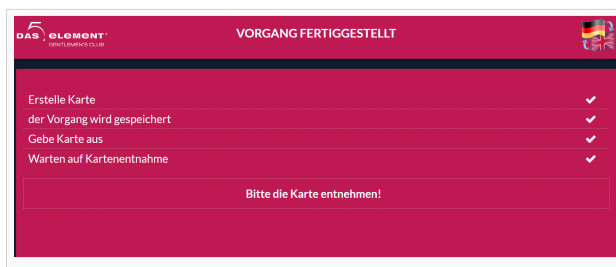 DAS 5 ELEMENT
GENTLEMEN'S CLUB
VORGANG FERTIGGESTELLT
Erstelle Karte
der Vorgang wird gespeichert
Gebe Karte aus
Warten auf Kartenentnahme
Bitte die Karte entnehmen!